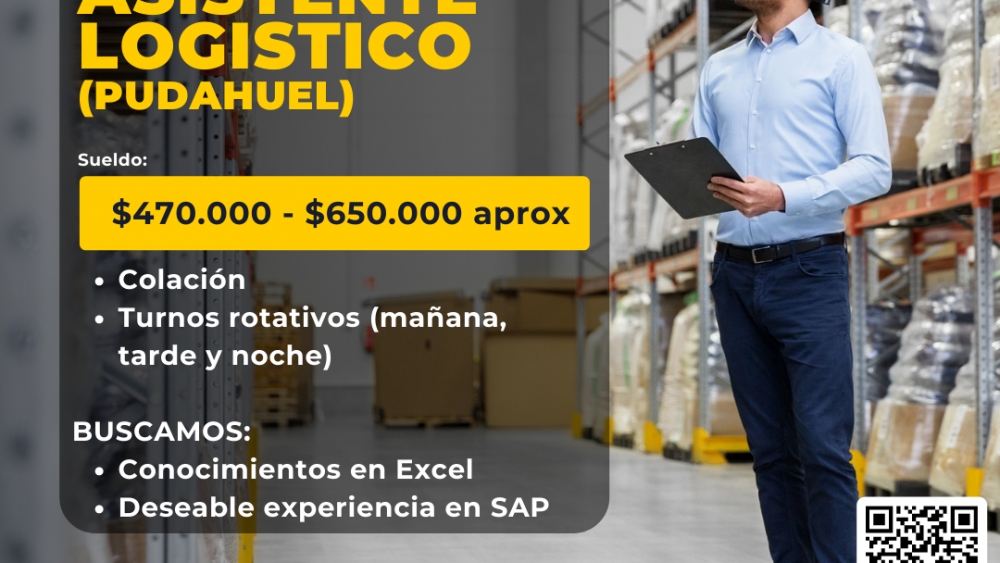 ASISTENTE
LOGISTICO
(PUDAHUEL)
Sueldo:
$470.000 - $650.000 aprox
• Colación
• Turnos rotativos (mañana,
tarde y noche)
BUSCAMOS:
• Conocimientos en Excel
• Deseable experiencia en SAP